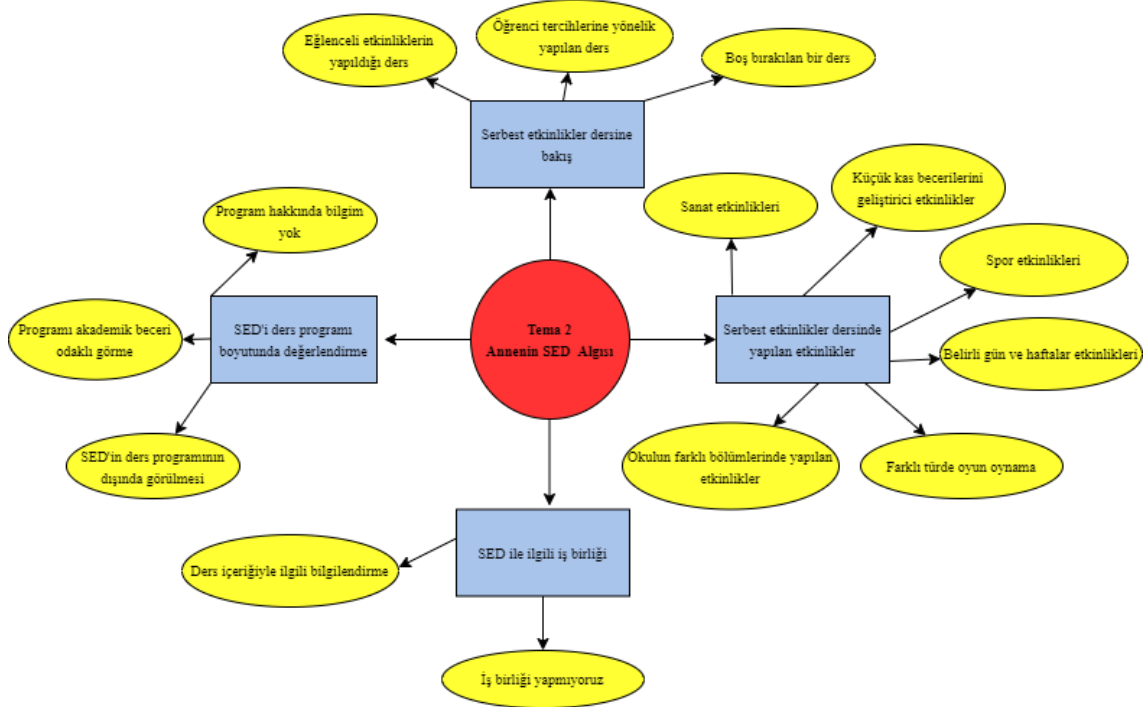 Eğlenceli etkinliklerin
yapıldığı ders
Öğrenci tercihlerine yönelik
yapılan ders
Boş bırakılan bir ders
Serbest etkinlikler dersine
bakış
Sanat etkinlikleri
Küçük kas becerilerini
geliştirici etkinlikler
Spor etkinlikleri
Program hakkında bilgim
yok
Programı akademik beceri
odaklı görme
SED'i ders programı
boyutunda değerlendirme
Tema 2
Annenin SED Algısı
Serbest etkinlikler dersinde
yapılan etkinlikler
Belirli gün ve haftalar etkinlikleri
SED'in ders programının
dışında görülmesi
Okulun farklı bölümlerinde yapılan
etkinlikler
Farklı türde oyun oynama
SED ile ilgili iş birliği
Ders içeriğiyle ilgili bilgilendirme
İş birliği yapmıyoruz